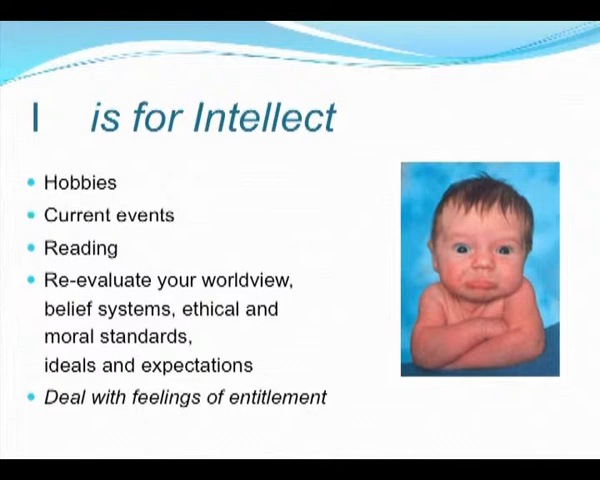 I is for Intellect
Hobbies
Current events
Reading
Re-evaluate your worldview,
belief systems, ethical and
moral standards,
ideals and expectations
Deal with feelings of entitlement